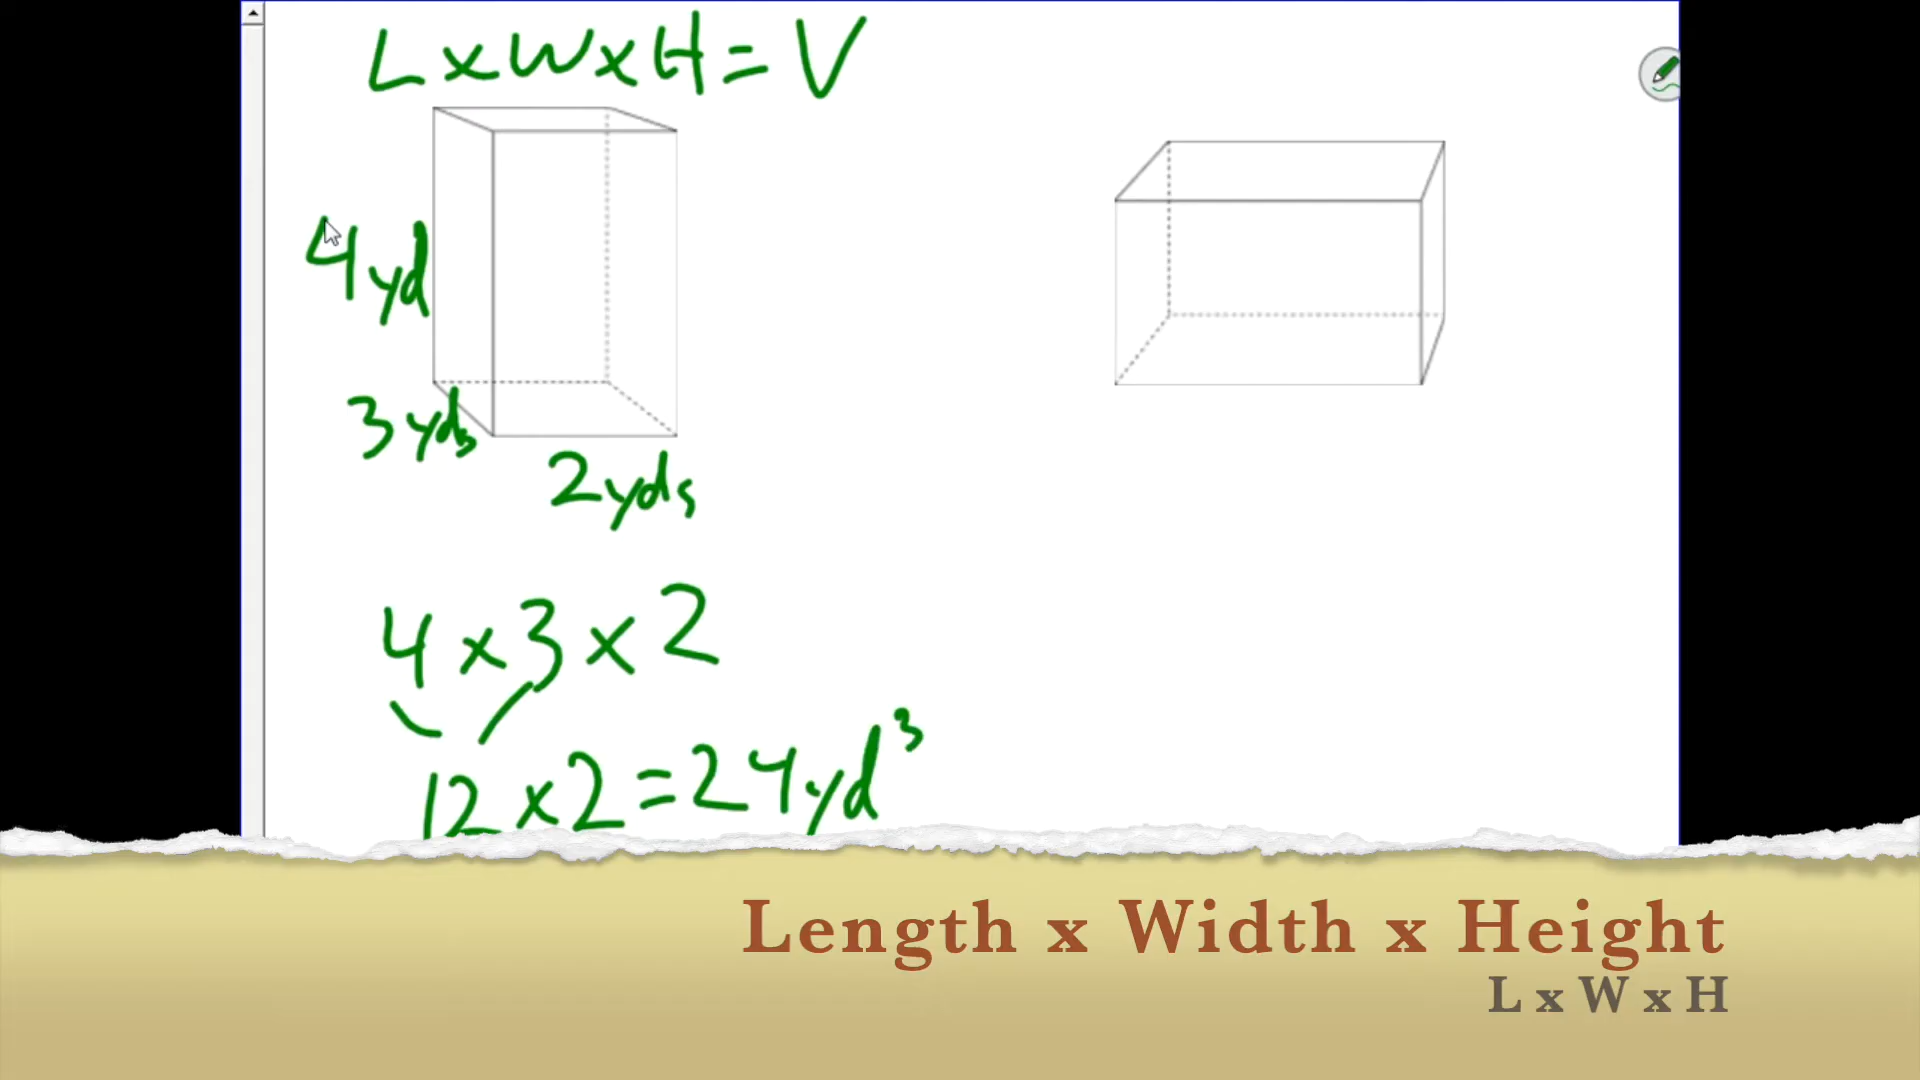 L x W x H = V
4yd
3yds
2yds
4 x 3 x 2
12 x 2 = 24yd³
Length x Width x Height
L x W x H